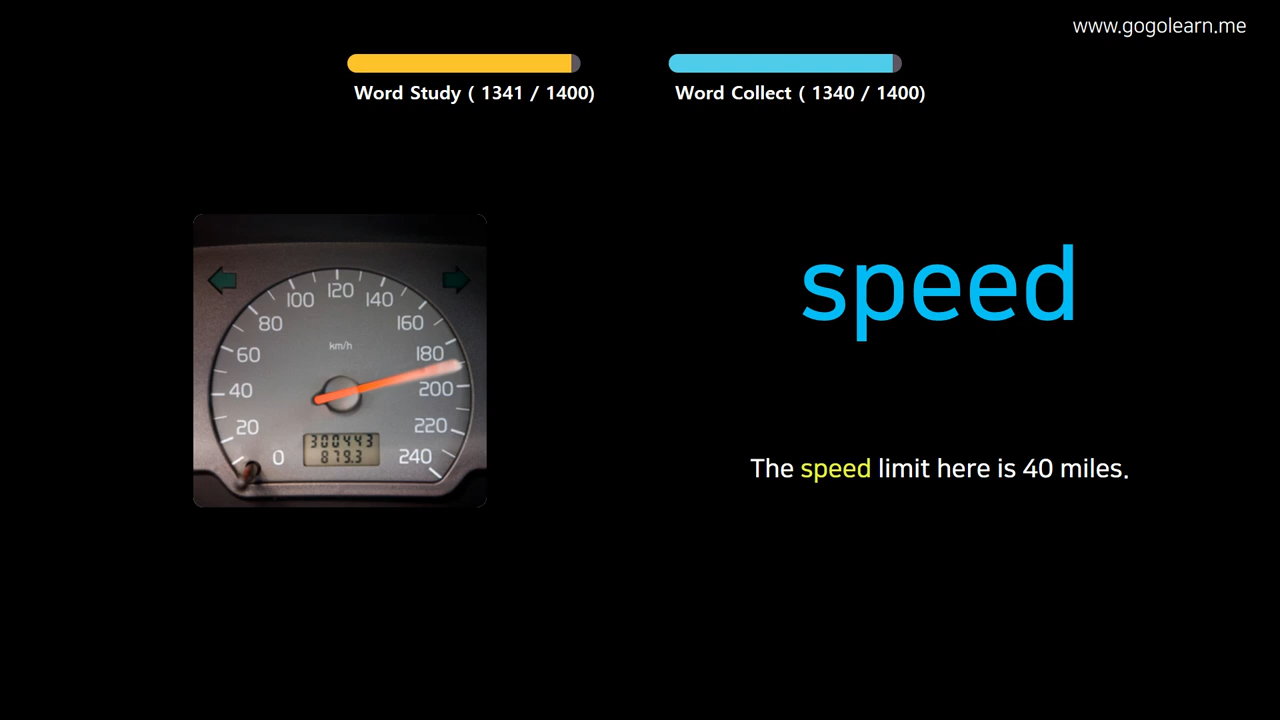 www.gogolearn.me
Word Study ( 1341 / 1400)
Word Collect ( 1340 / 1400)
speed
The speed limit here is 40 miles.
0
20
40
60
80
100
120
140
160
180
200
220
240
km/h
300443
879.3